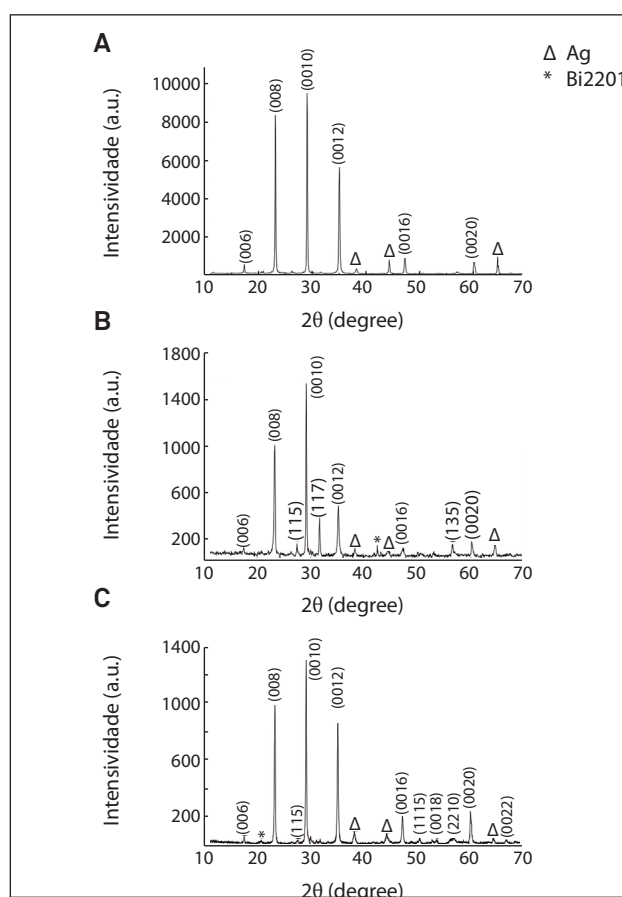 A
Δ Ag
* Bi2201
Intensividade (a.u.)
10000
8000
6000
4000
2000
(006)
(008)
(0010)
(0012)
Δ
Δ
(0016)
(0020)
Δ
10 20 30 40 50 60 70
2θ (degree)
B
Intensividade (a.u.)
1800
1400
1000
600
200
(006)
(008)
(115)
(0010)
(117)
(0012)
Δ
*
Δ
(0016)
(135)
(0020)
Δ
10 20 30 40 50 60 70
2θ (degree)
C
Intensividade (a.u.)
1400
1000
600
200
(006)
*
(008)
(115)
(0010)
(0012)
Δ
Δ
(0016)
(1115)
(0018)
(2210)
(0020)
Δ
(0022)
10 20 30 40 50 60 70
2θ (degree)